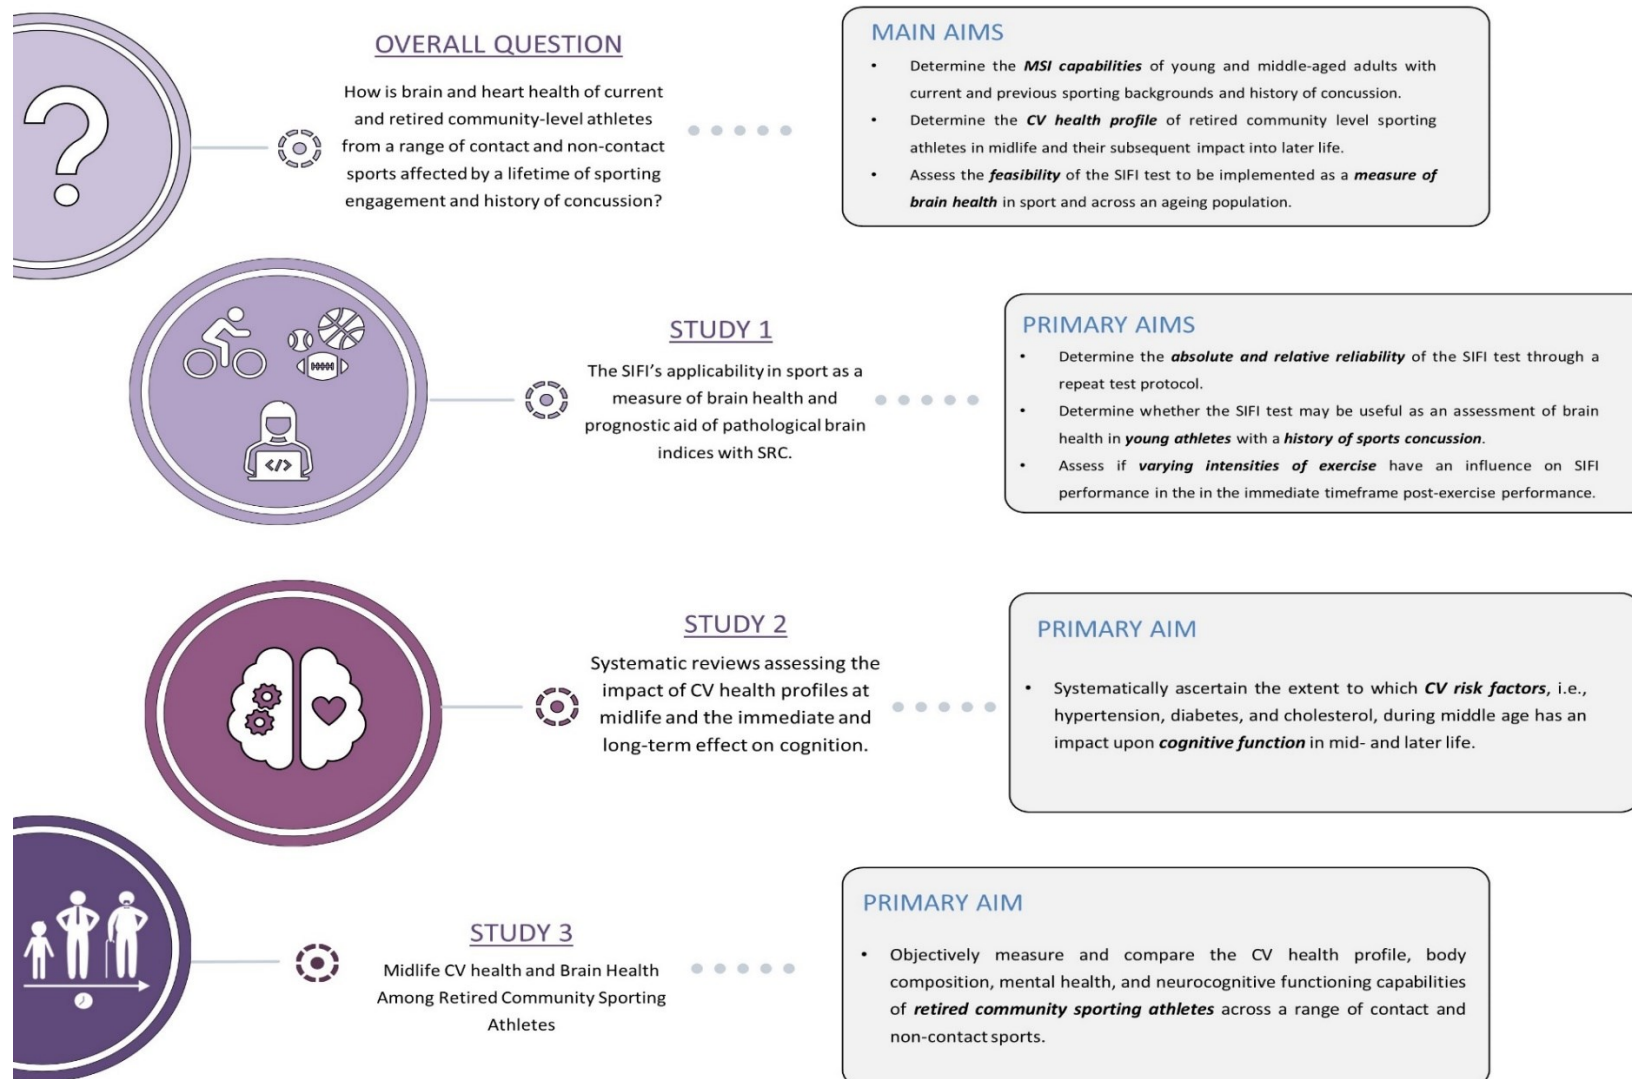 OVERALL QUESTION
How is brain and heart health of current
and retired community-level athletes
from a range of contact and non-contact
sports affected by a lifetime of sporting
engagement and history of concussion?
MAIN AIMS
• Determine the MSI capabilities of young and middle-aged adults with
current and previous sporting backgrounds and history of concussion.
• Determine the CV health profile of retired community level sporting
athletes in midlife and their subsequent impact into later life.
• Assess the feasibility of the SIFI test to be implemented as a measure of
brain health in sport and across an ageing population.
?
</>
STUDY 1
The SIFI's applicability in sport as a
measure of brain health and
prognostic aid of pathological brain
indices with SRC.
PRIMARY AIMS
• Determine the absolute and relative reliability of the SIFI test through a
repeat test protocol.
• Determine whether the SIFI test may be useful as an assessment of brain
health in young athletes with a history of sports concussion.
• Assess if varying intensities of exercise have an influence on SIFI
performance in the in the immediate timeframe post-exercise performance.
STUDY 2
Systematic reviews assessing the
impact of CV health profiles at
midlife and the immediate and
long-term effect on cognition.
PRIMARY AIM
• Systematically ascertain the extent to which CV risk factors, i.e.,
hypertension, diabetes, and cholesterol, during middle age has an
impact upon cognitive function in mid- and later life.
STUDY 3
Midlife CV health and Brain Health
Among Retired Community Sporting
Athletes
PRIMARY AIM
• Objectively measure and compare the CV health profile, body
composition, mental health, and neurocognitive functioning capabilities
of retired community sporting athletes across a range of contact and
non-contact sports.